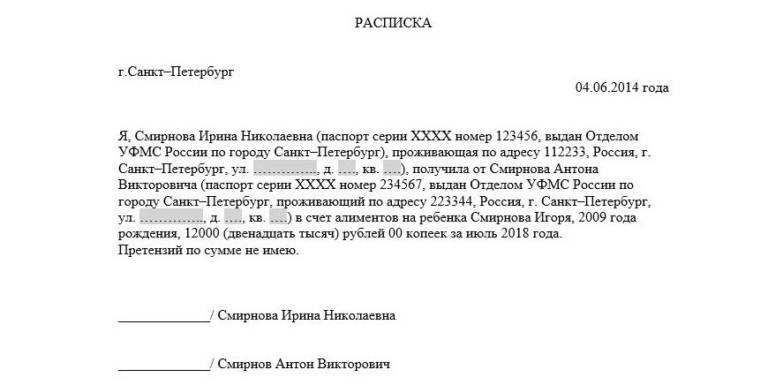 РАСПИСКА
г.Санкт–Петербург
04.06.2014 года
Я, Смирнова Ирина Николаевна (паспорт серии XXXX номер 123456, выдан Отделом
УФМС России по городу Санкт–Петербург), проживающая по адресу 112233, Россия, г.
Санкт–Петербург, ул. ……………, д. …., кв. ….), получила от Смирнова Антона
Викторовича (паспорт серии XXXX номер 234567, выдан Отделом УФМС России по
городу Санкт–Петербург, проживающий по адресу 223344, Россия, г. Санкт–Петербург,
ул. ……………, д. …., кв. ….) в счет алиментов на ребенка Смирнова Игоря, 2009 года
рождения, 12000 (двенадцать тысяч) рублей 00 копеек за июль 2018 года.
Претензий по сумме не имею.
_____________/ Смирнова Ирина Николаевна
_____________/ Смирнов Антон Викторович